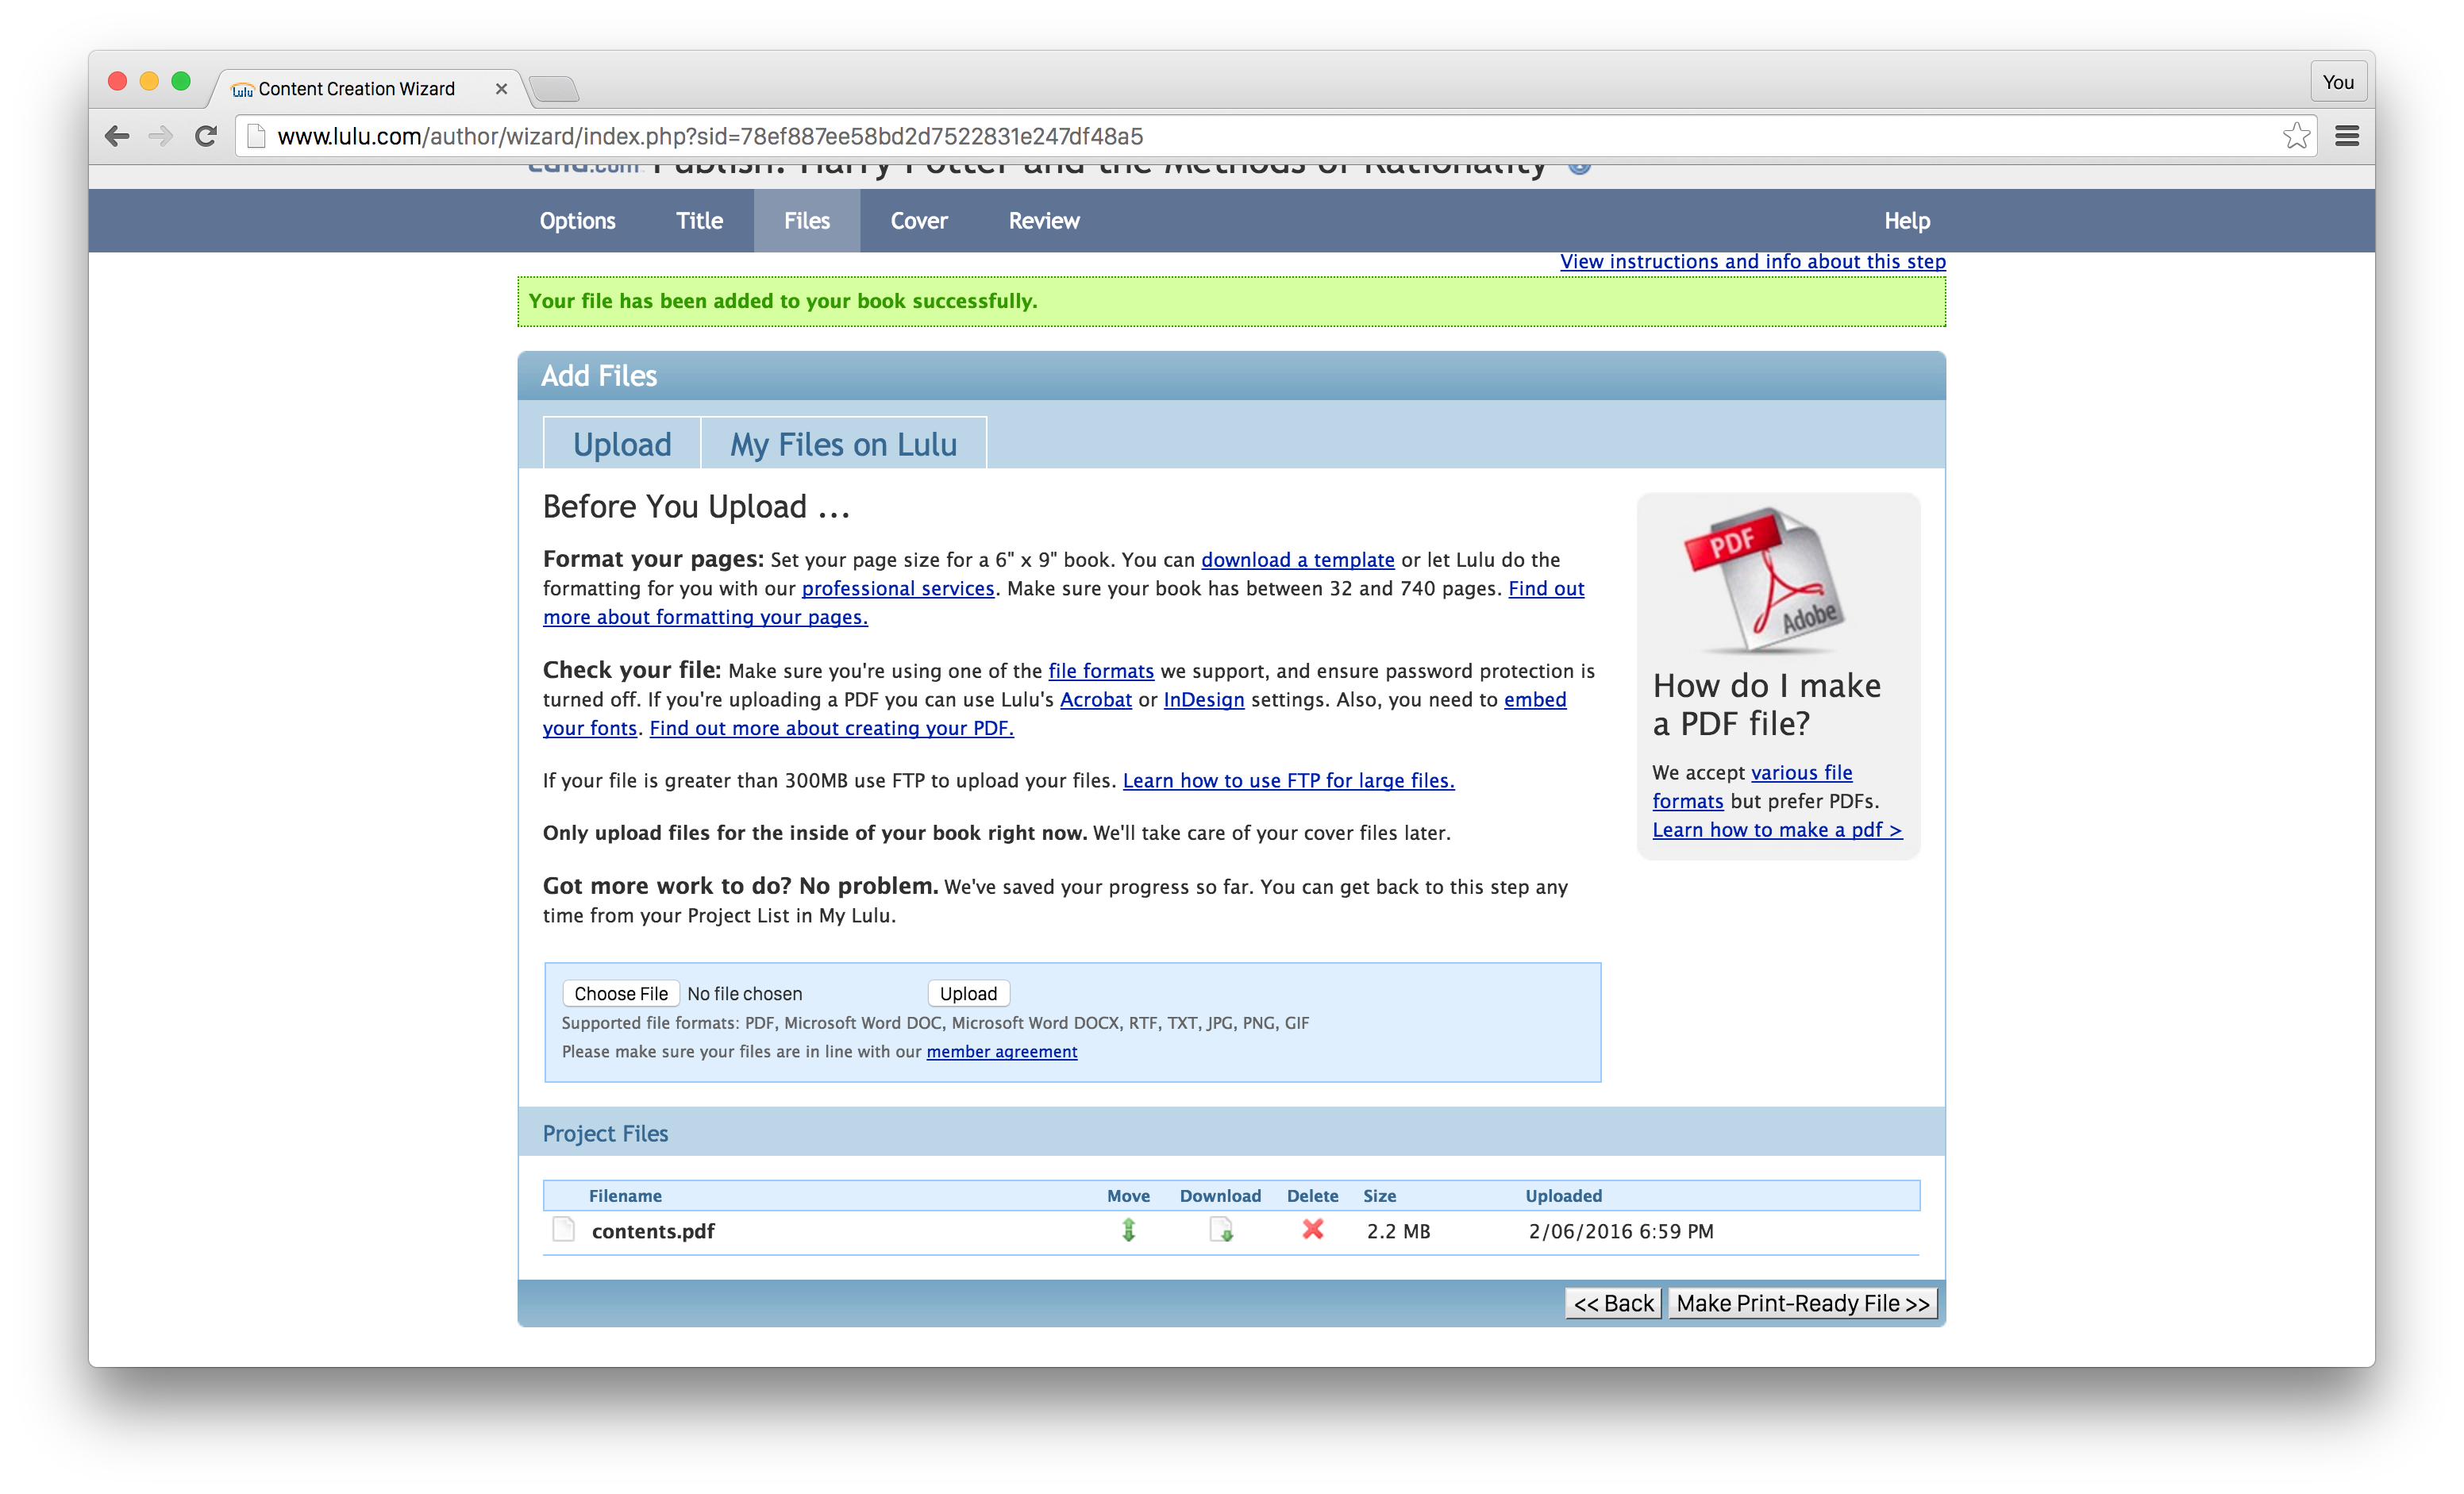 Content Creation Wizard
You
www.lulu.com/author/wizard/index.php?sid=78ef887ee58bd2d7522831e247df48a5
Lulu.com Publish: Harry Potter and the Methods of Rationality
Options Title Files Cover Review Help
View instructions and info about this step
Your file has been added to your book successfully.
Add Files
Upload My Files on Lulu
Before You Upload ...
Format your pages: Set your page size for a 6" x 9" book. You can download a template or let Lulu do the
formatting for you with our professional services. Make sure your book has between 32 and 740 pages. Find out
more about formatting your pages.
Check your file: Make sure you're using one of the file formats we support, and ensure password protection is
turned off. If you're uploading a PDF you can use Lulu's Acrobat or InDesign settings. Also, you need to embed
your fonts. Find out more about creating your PDF.
If your file is greater than 300MB use FTP to upload your files. Learn how to use FTP for large files.
Only upload files for the inside of your book right now. We'll take care of your cover files later.
Got more work to do? No problem. We've saved your progress so far. You can get back to this step any
time from your Project List in My Lulu.
PDF
Adobe
How do I make
a PDF file?
We accept various file
formats but prefer PDFs.
Learn how to make a pdf >
Choose File No file chosen Upload
Supported file formats: PDF, Microsoft Word DOC, Microsoft Word DOCX, RTF, TXT, JPG, PNG, GIF
Please make sure your files are in line with our member agreement
Project Files
Filename Move Download Delete Size Uploaded
contents.pdf 2.2 MB 2/06/2016 6:59 PM
<< Back Make Print-Ready File >>